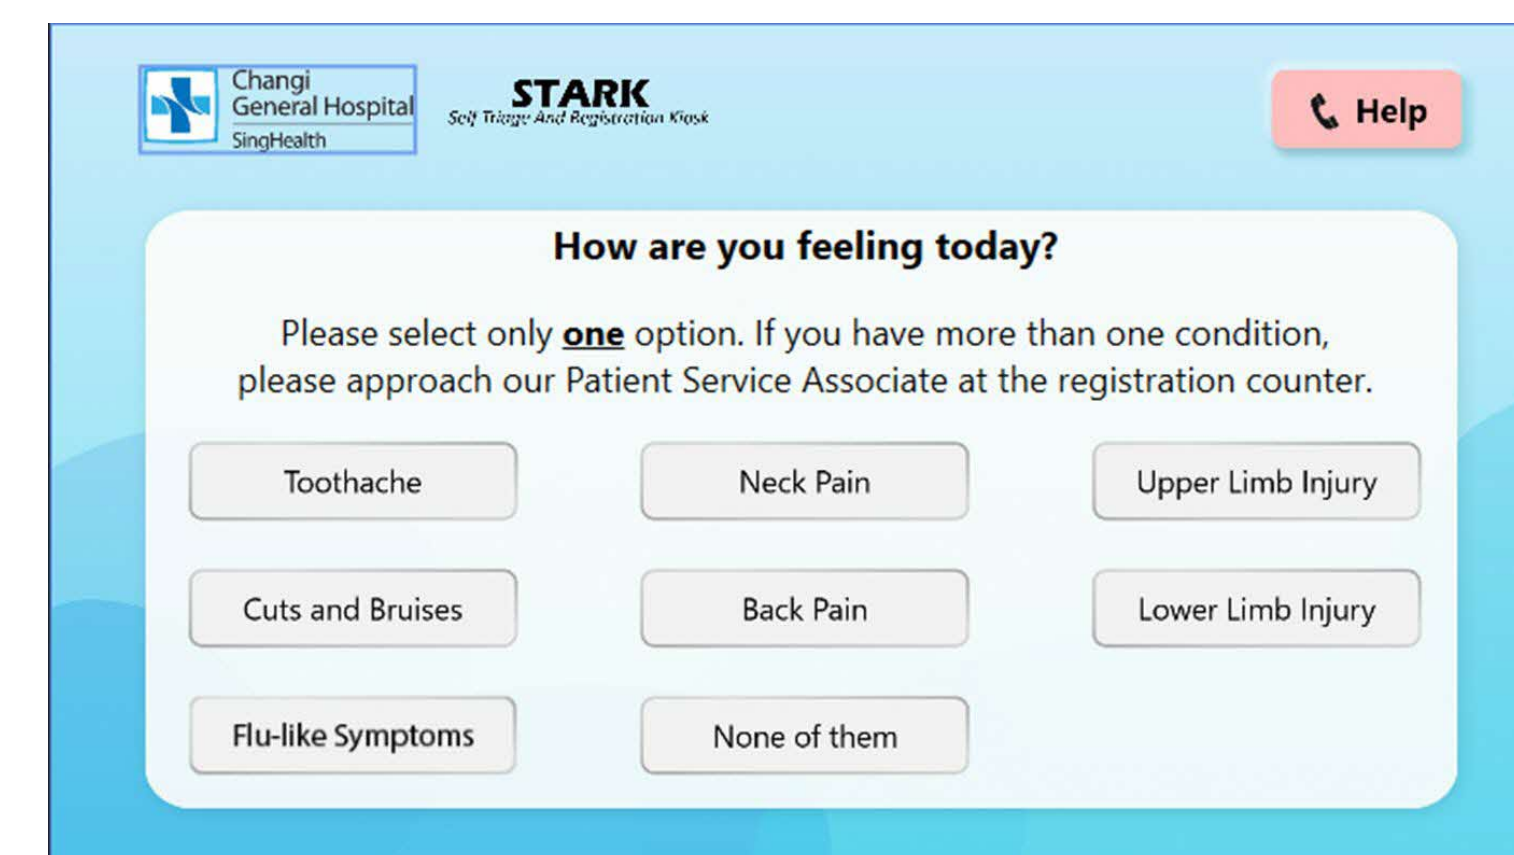 Changi
General Hospital
SingHealth
STARK
Self Triage And Registration Kiosk
Help
How are you feeling today?
Please select only one option. If you have more than one condition,
please approach our Patient Service Associate at the registration counter.
Toothache
Neck Pain
Upper Limb Injury
Cuts and Bruises
Back Pain
Lower Limb Injury
Flu-like Symptoms
None of them